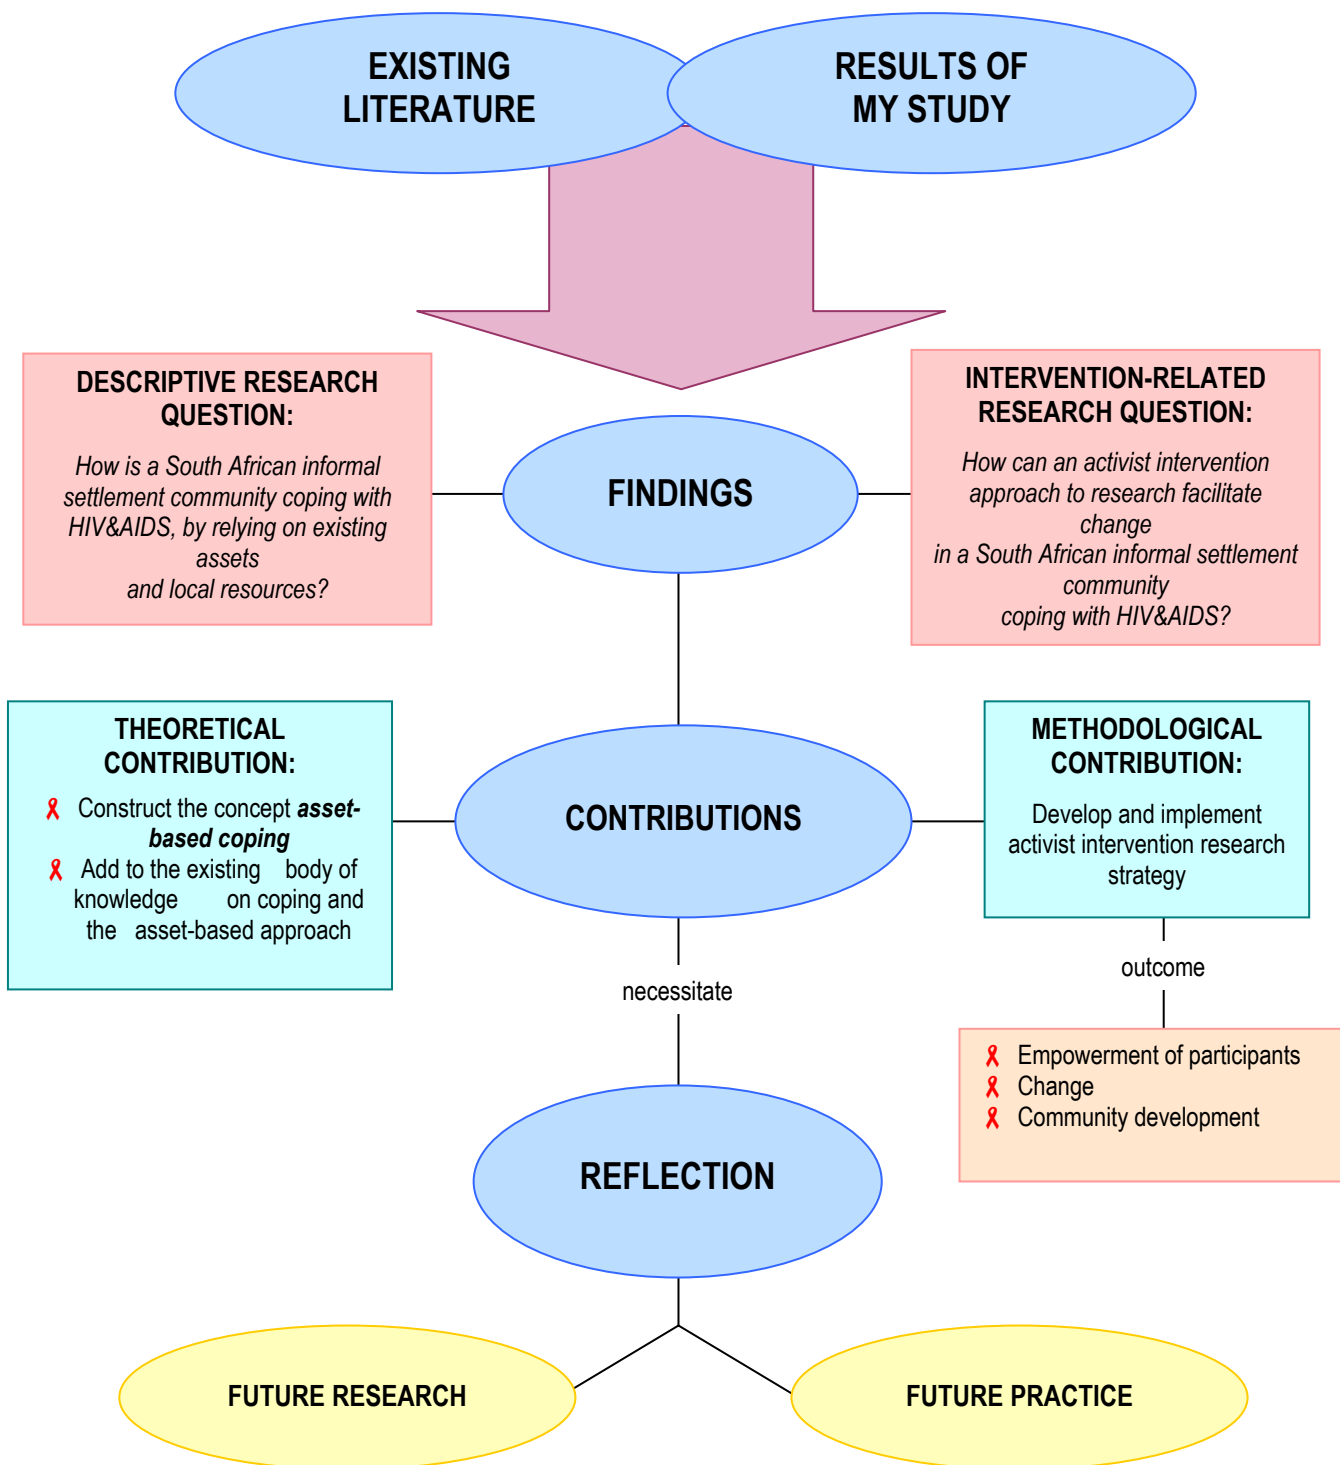 EXISTING
LITERATURE
RESULTS OF
MY STUDY
DESCRIPTIVE RESEARCH
QUESTION:
How is a South African informal
settlement community coping with
HIV&AIDS, by relying on existing
assets
and local resources?
FINDINGS
INTERVENTION-RELATED
RESEARCH QUESTION:
How can an activist intervention
approach to research facilitate
change
in a South African informal settlement
community
coping with HIV&AIDS?
THEORETICAL
CONTRIBUTION:
Construct the concept asset-
based coping
Add to the existing body of
knowledge on coping and
the asset-based approach
CONTRIBUTIONS
METHODOLOGICAL
CONTRIBUTION:
Develop and implement
activist intervention research
strategy
necessitate
outcome
Empowerment of participants
Change
Community development
REFLECTION
FUTURE RESEARCH
FUTURE PRACTICE